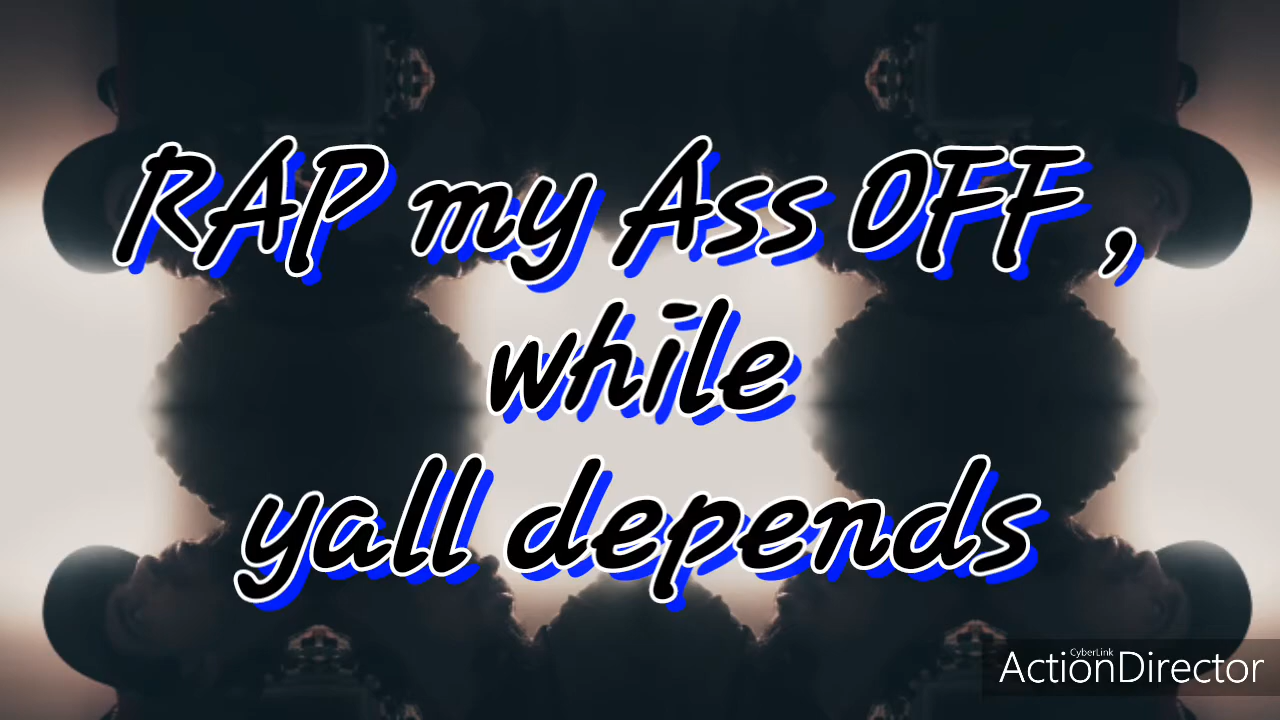 RAP my Ass OFF ,
while
yall depends
CyberLink
ActionDirector